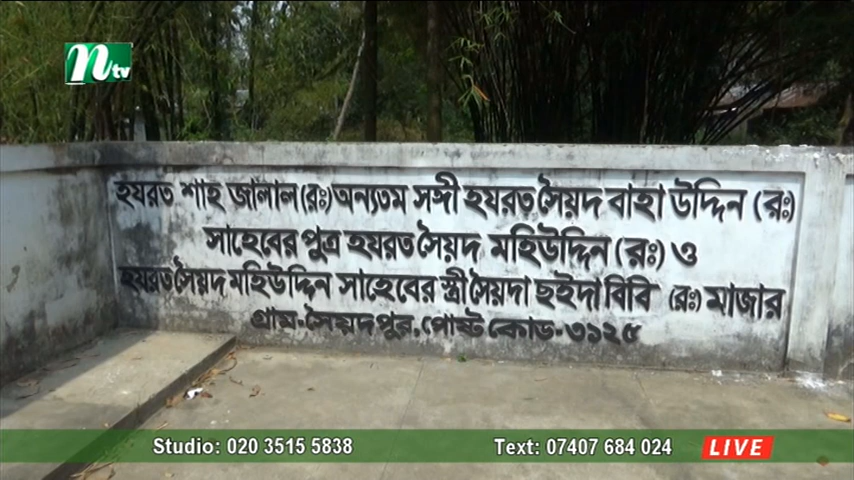 ntv
হযরত শাহ জালাল (রঃ) অন্যতম সঙ্গী হযরত সৈয়দ বাহা উদ্দিন (রঃ)
সাহেবের পুত্র হযরত সৈয়দ মহিউদ্দিন (রঃ) ও
হযরত সৈয়দ মহিউদ্দিন সাহেবের স্ত্রী সৈয়দা ছইদা বিবি (রঃ) মাজার
গ্রাম-সৈয়দ পুর, পোষ্ট কোড-৩১২৫
Studio: 020 3515 5838 Text: 07407 684 024 LIVE